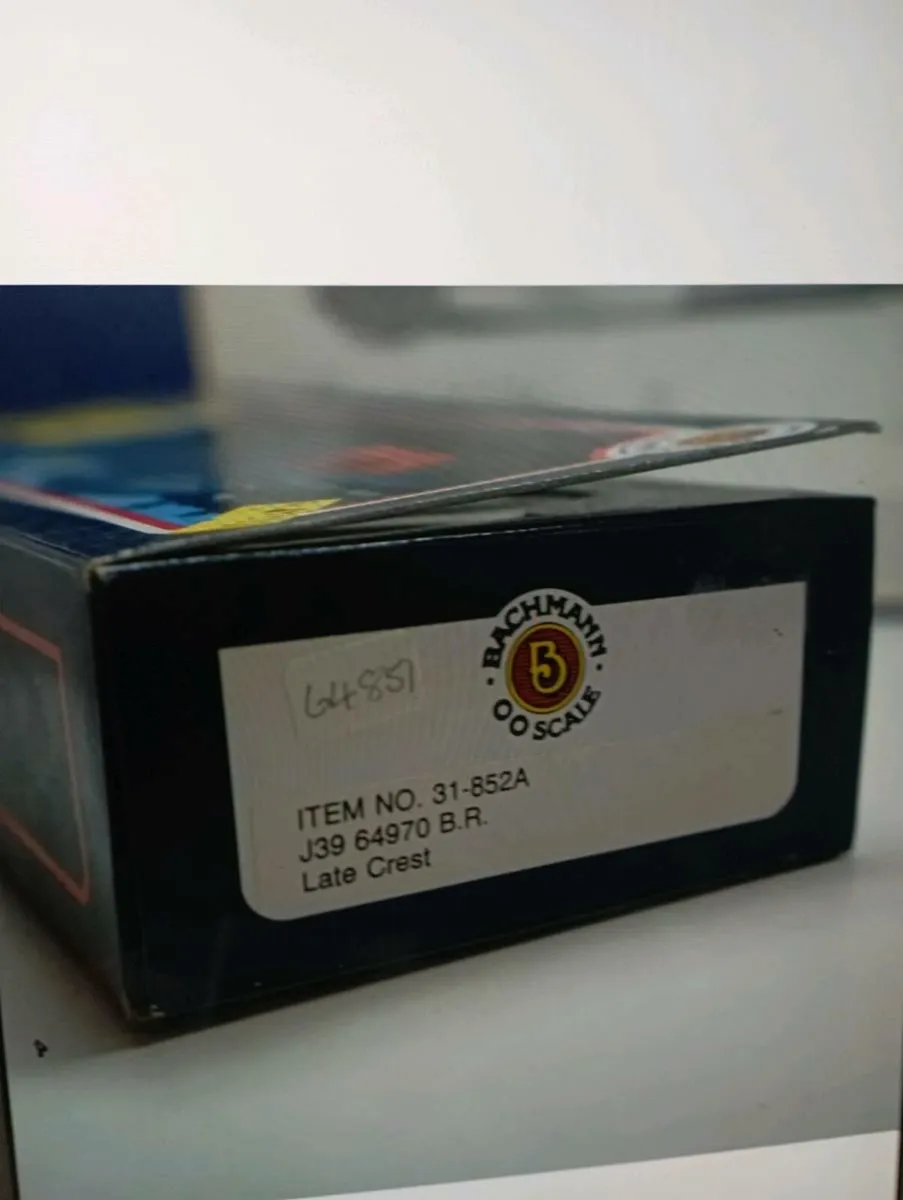 BACHMANN
B
OO SCALE
64851
ITEM NO. 31-852A
J39 64970 B.R.
Late Crest